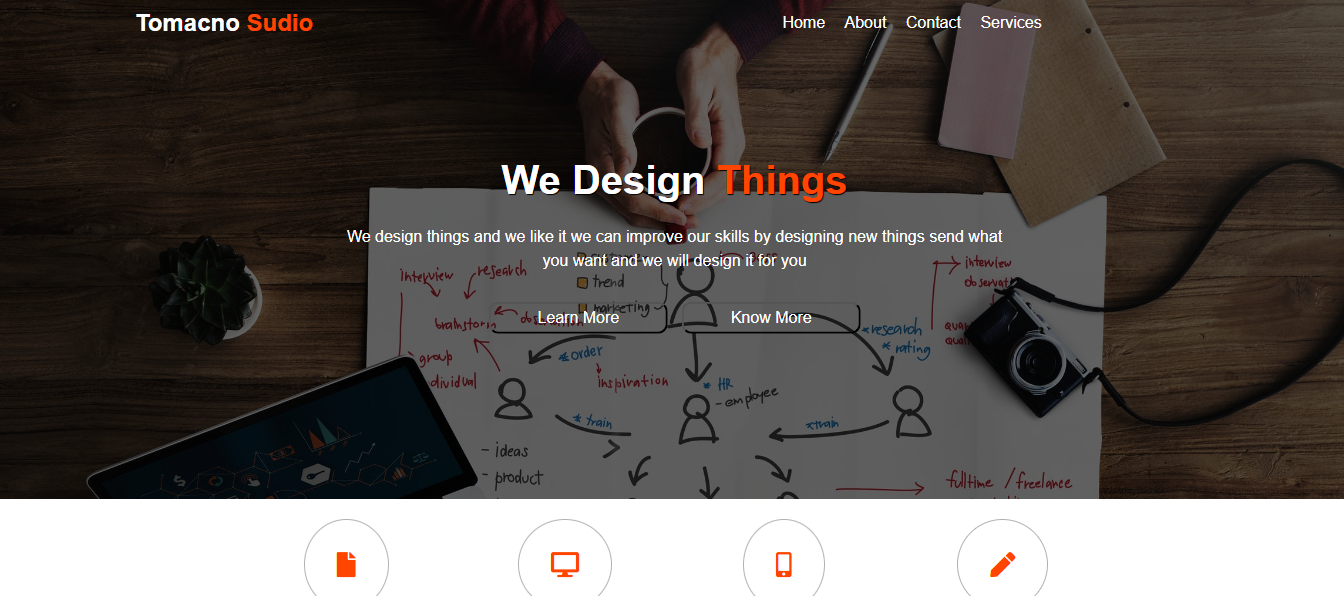 Tomacno Sudio
Home About Contact Services
We Design Things
We design things and we like it we can improve our skills by designing new things send what
you want and we will design it for you
Learn More
Know More
interview
research
brainstorm
group
trend
marketing
* order
inspiration
* HR
- employee
* train
*train
- ideas
- product
interview
*research
* rating
fulltime / freelance
$